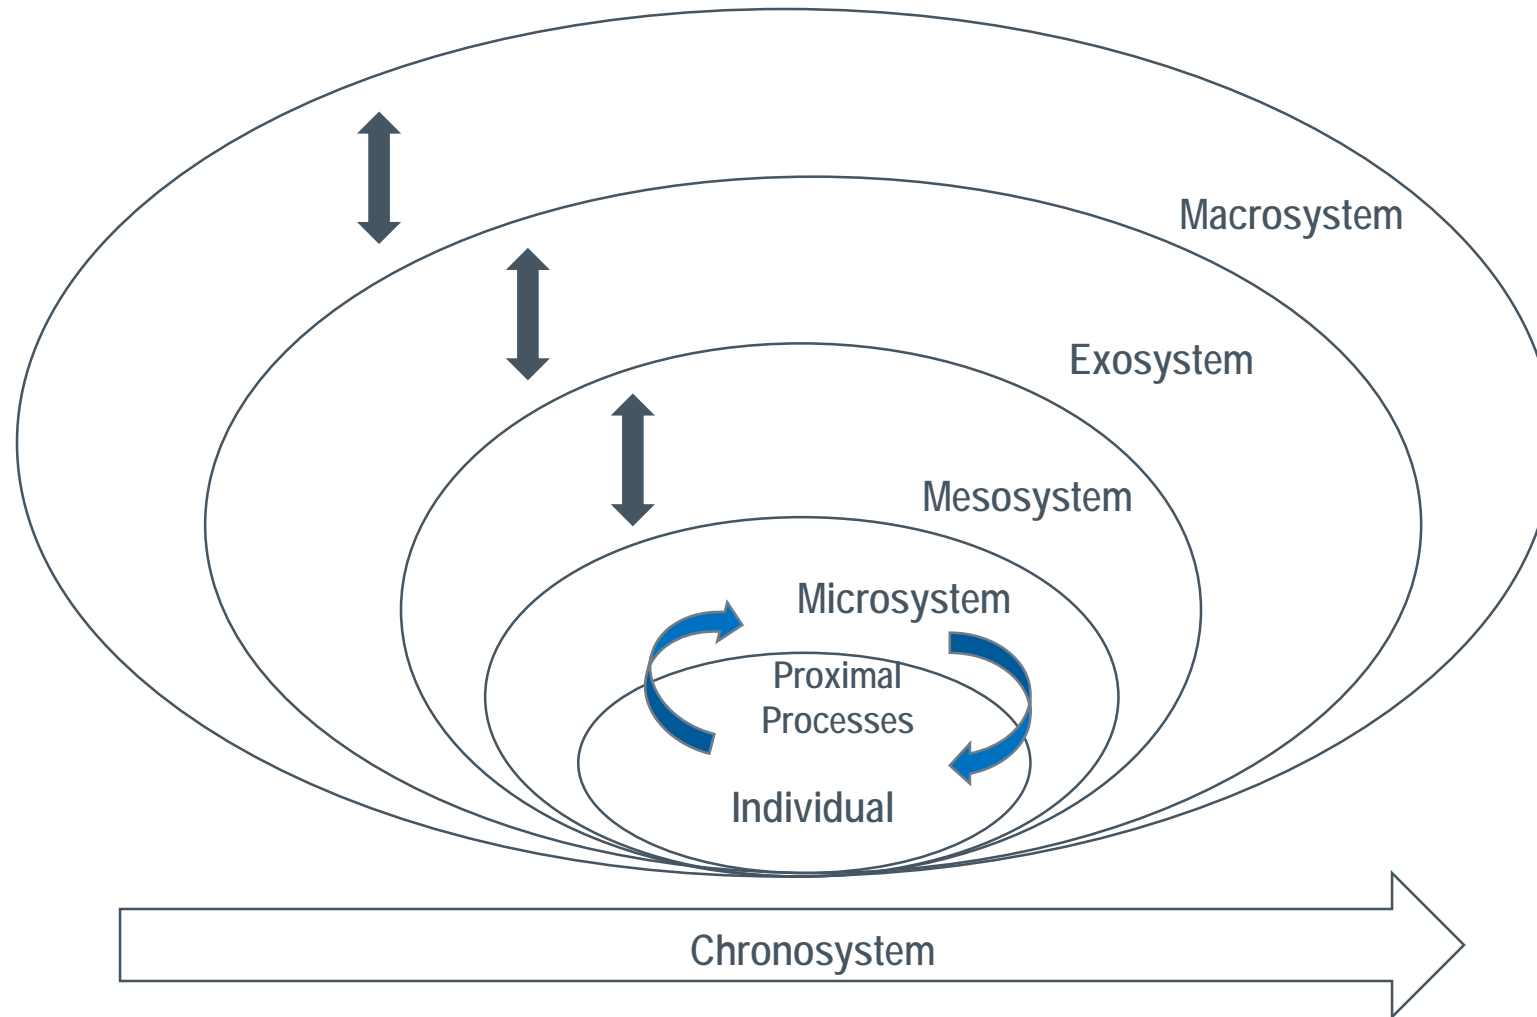 Macrosystem
Exosystem
Mesosystem
Microsystem
Proximal
Processes
Individual
Chronosystem